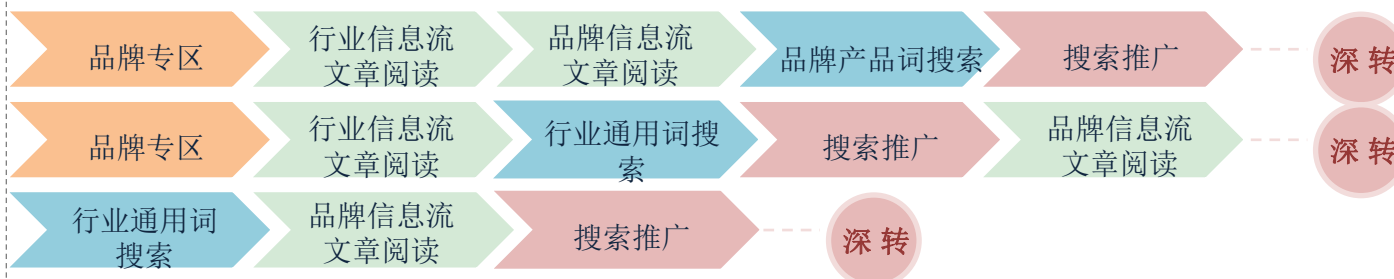 品牌专区
行业信息流
文章阅读
品牌信息流
文章阅读
品牌产品词搜索
搜索推广
深 转
品牌专区
行业信息流
文章阅读
行业通用词搜
索
搜索推广
品牌信息流
文章阅读
深 转
行业通用词
搜索
品牌信息流
文章阅读
搜索推广
深 转